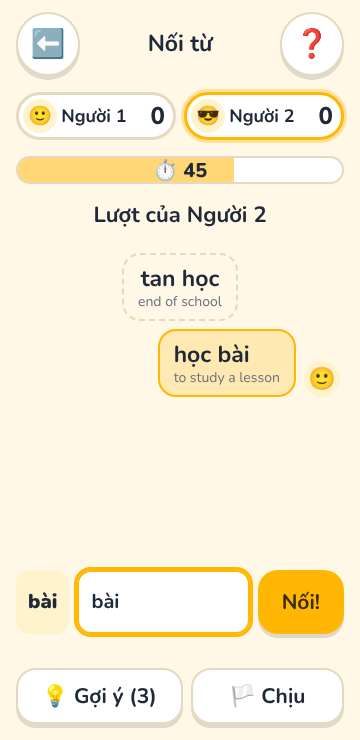 Nối từ
Người 1 0
Người 2 0
45
Lượt của Người 2
tan học
end of school
học bài
to study a lesson
bài
bài
Nối!
Gợi ý (3)
Chịu